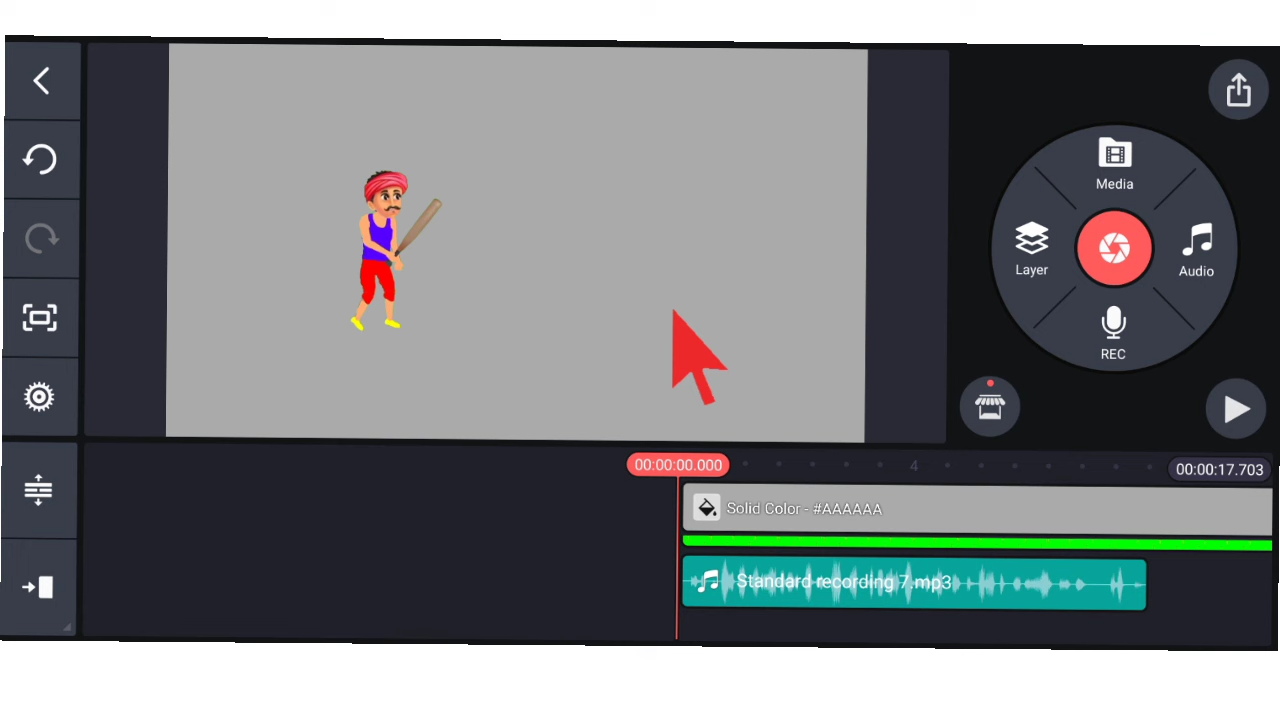 Media
Layer
Audio
REC
00:00:00.000
4
00:00:17.703
Solid Color - #AAAAAA
Standard recording 7.mp3